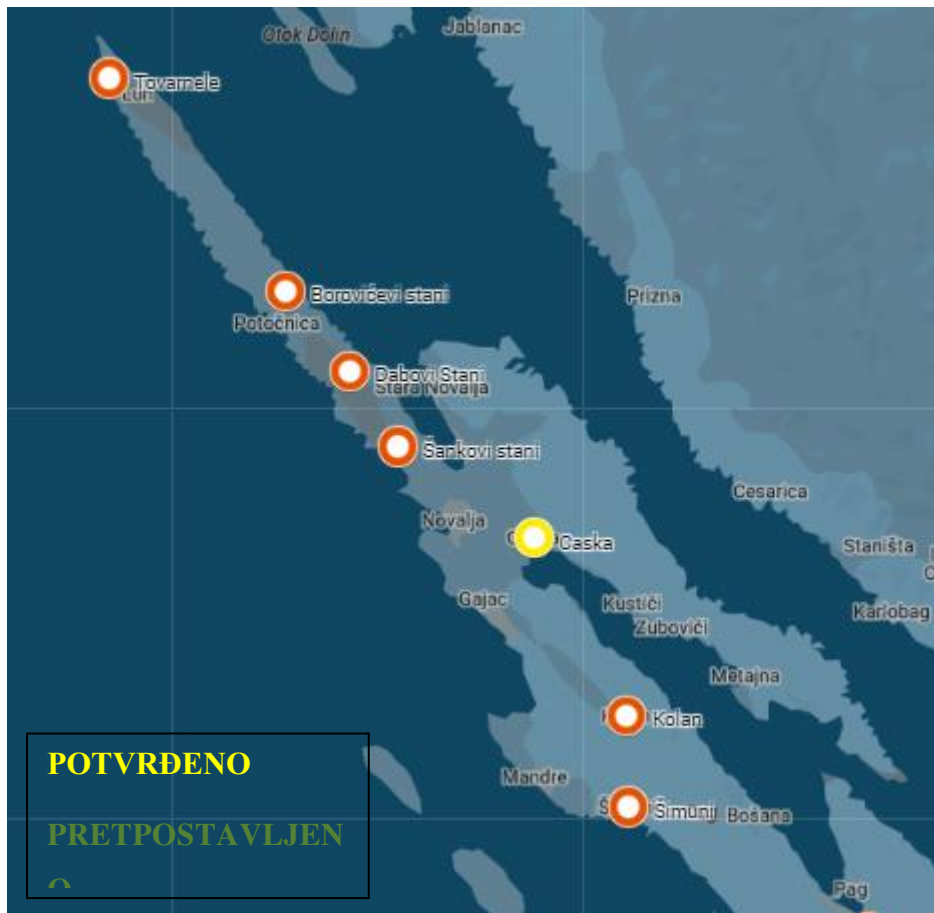 Otok Dolin
Jablanac
Tovarnele
Lun
Borovičevi stani
Prizna
Potočnica
Dabovi Stani
Stara Novalja
Šankovi stani
Cesarica
Novalja
Caska
Staništa
Gajac
Kustići
Karlobag
Zubovići
Metajna
Kolan
Mandre
Šimuni
Bošana
Pag
POTVRĐENO
PRETPOSTAVLJEN
O